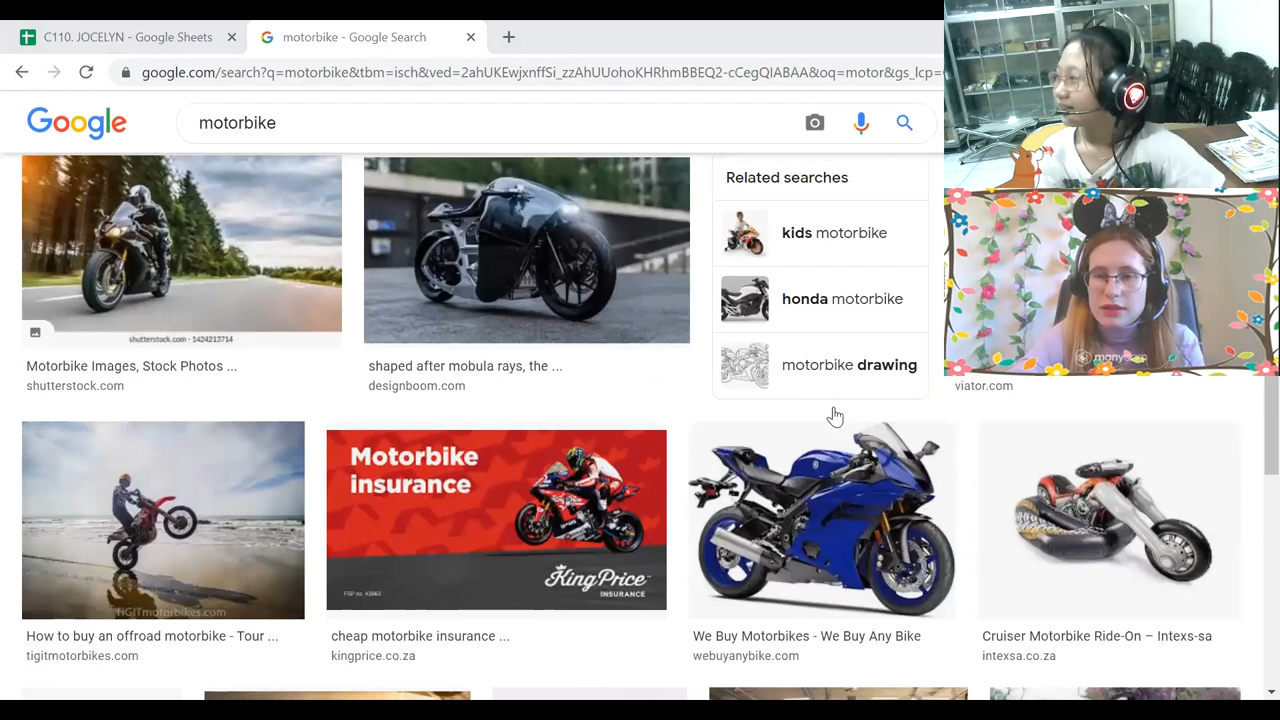 C110. JOCELYN - Google Sheets
motorbike - Google Search
google.com/search?q=motorbike&tbm=isch&ved=2ahUKEwjxnffSi_zzAhUUohoKHRhmBBEQ2-cCegQIABAA&oq=motor&gs_lcp=
Google
motorbike
Related searches
kids motorbike
honda motorbike
motorbike drawing
shutterstock.com · 1424213714
Motorbike Images, Stock Photos ...
shutterstock.com
shaped after mobula rays, the ...
designboom.com
viator.com
manycam
Motorbike
insurance
KingPrice
INSURANCE
TiGITmotorbikes.com
How to buy an offroad motorbike - Tour ...
tigitmotorbikes.com
cheap motorbike insurance ...
kingprice.co.za
We Buy Motorbikes - We Buy Any Bike
webuyanybike.com
Cruiser Motorbike Ride-On – Intexs-sa
intexsa.co.za